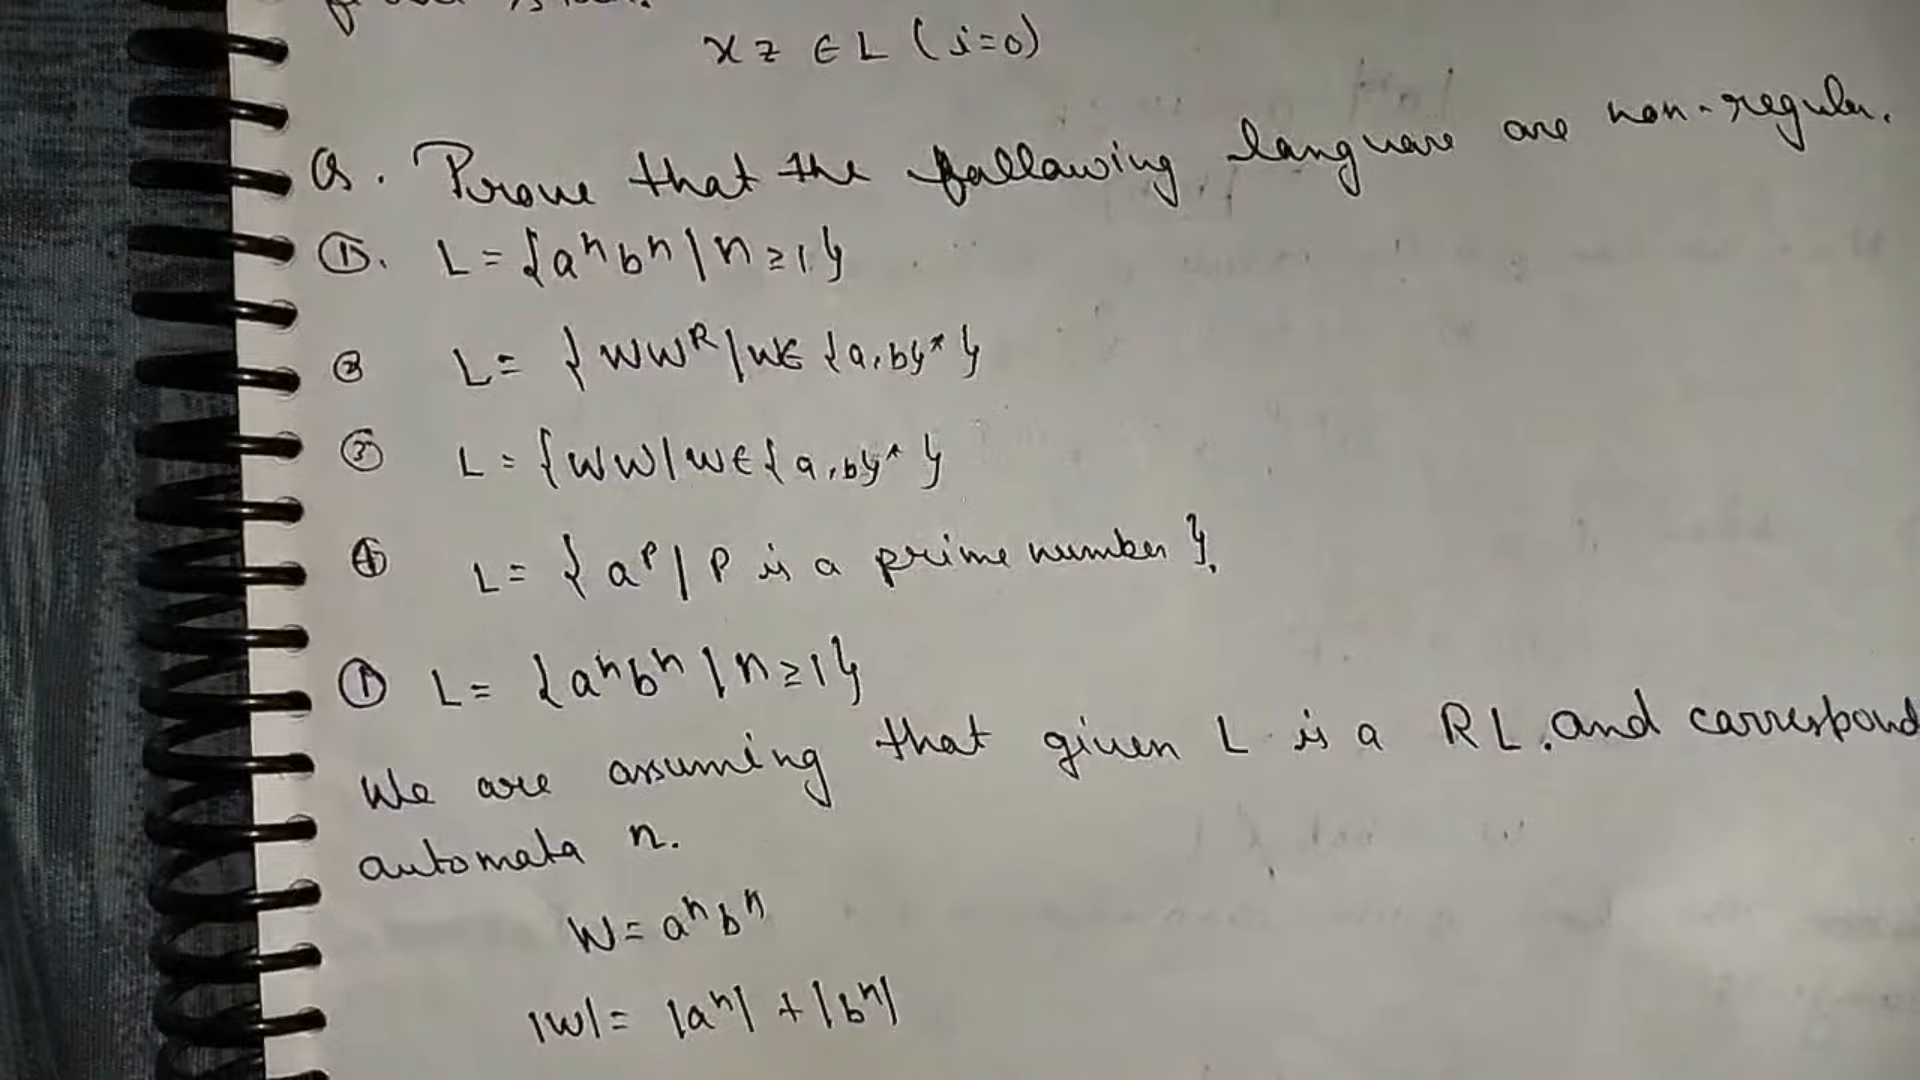 xz ∈ L (i=0)
Q. Prove that the following languare are non-regular.
①. L = {aⁿbⁿ | n ≥ 1}
② L = {WWᴿ | W ∈ {a,b}* }
③ L = {WW | W ∈ {a,b}* }
④ L = {aᵖ | P is a prime number}.
① L = {aⁿbⁿ | n ≥ 1}
We are assuming that given L is a RL. and correspond
automata n.
W = aⁿbⁿ
|W| = |aⁿ| + |bⁿ|